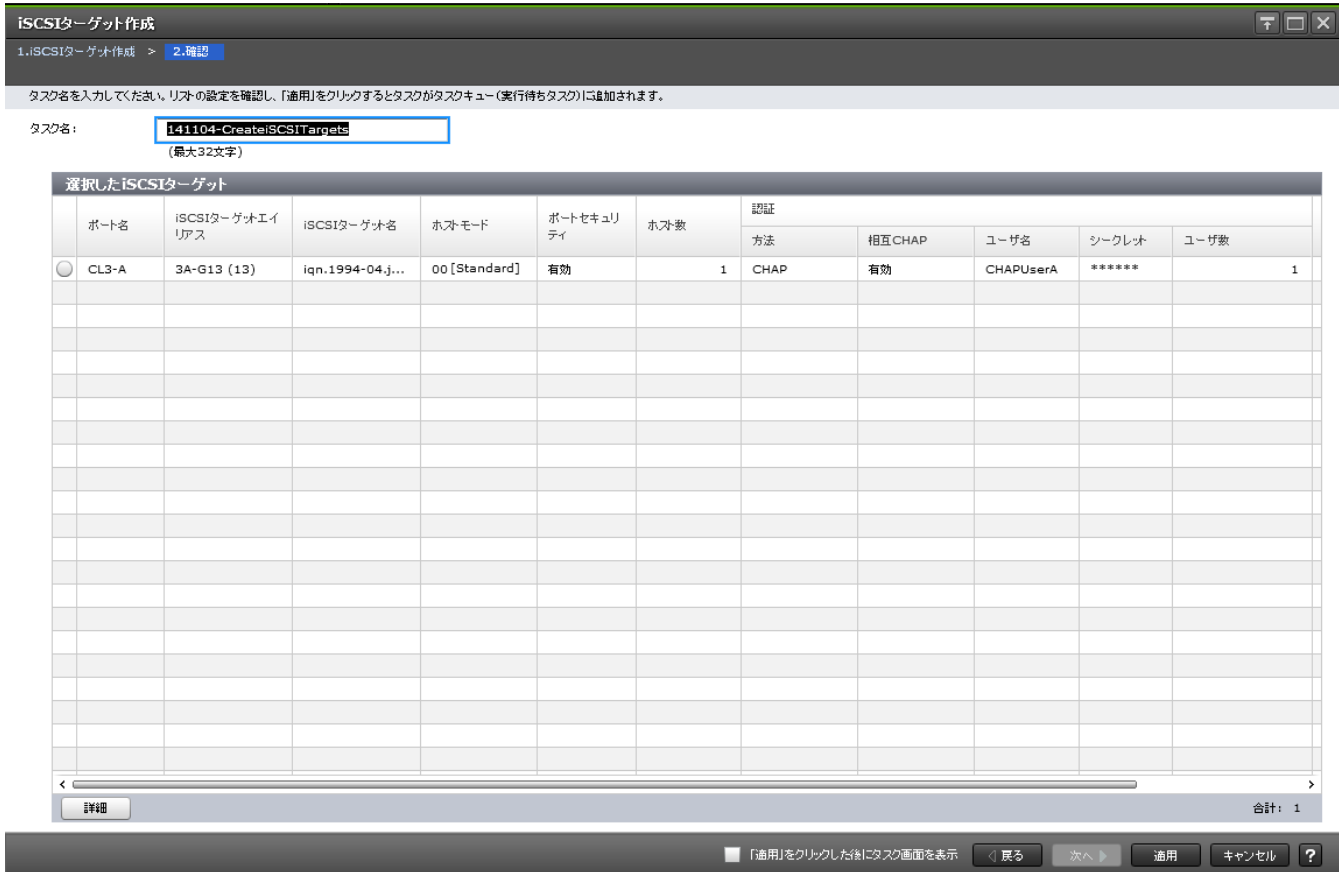 iSCSIターゲット作成
1.iSCSIターゲット作成 > 2.確認
タスク名を入力してください。リストの設定を確認し、「適用」をクリックするとタスクがタスクキュー(実行待ちタスク)に追加されます。
タスク名: 141104-CreateiSCSITargets
(最大32文字)
選択したiSCSIターゲット
ポート名 iSCSIターゲットエイリアス iSCSIターゲット名 ホストモード ポートセキュリティ ホスト数 認証
方法 相互CHAP ユーザ名 シークレット ユーザ数
CL3-A 3A-G13 (13) iqn.1994-04.j... 00 [Standard] 有効 1 CHAP 有効 CHAPUserA ****** 1
詳細 合計: 1
「適用」をクリックした後にタスク画面を表示 戻る 次へ 適用 キャンセル ?